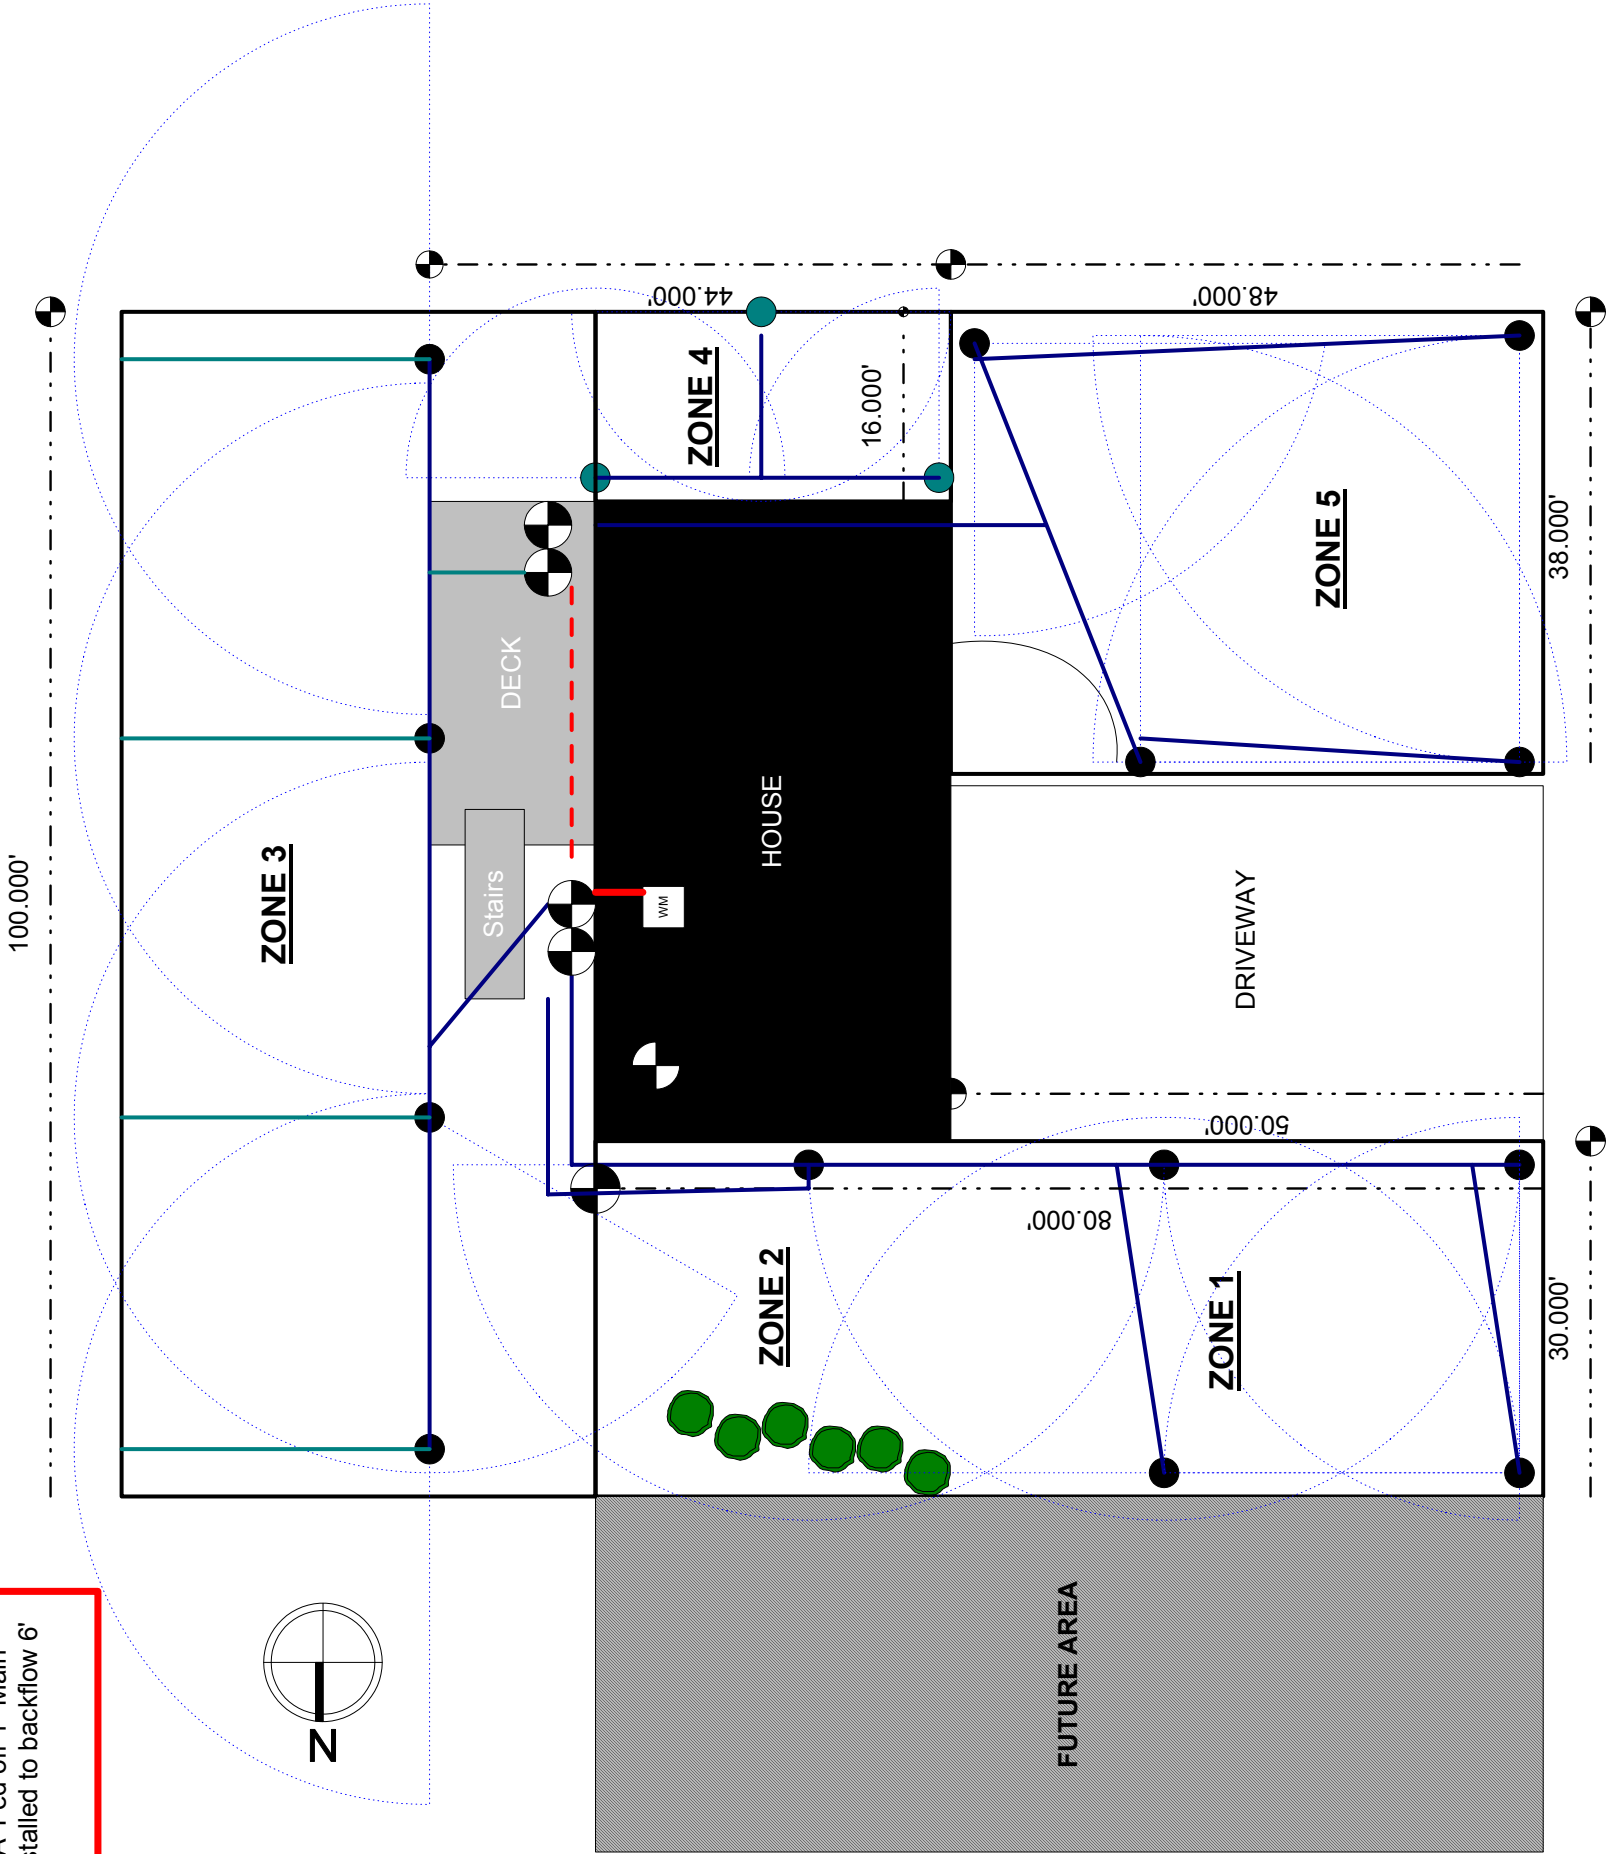 100.000'
ZONE 3
DECK
Stairs
ZONE 4
44.000'
16.000'
48.000'
ZONE 5
38.000'
HOUSE
WM
DRIVEWAY
50.000'
80.000'
ZONE 2
ZONE 1
30.000'
FUTURE AREA
N
stalled to backflow 6'